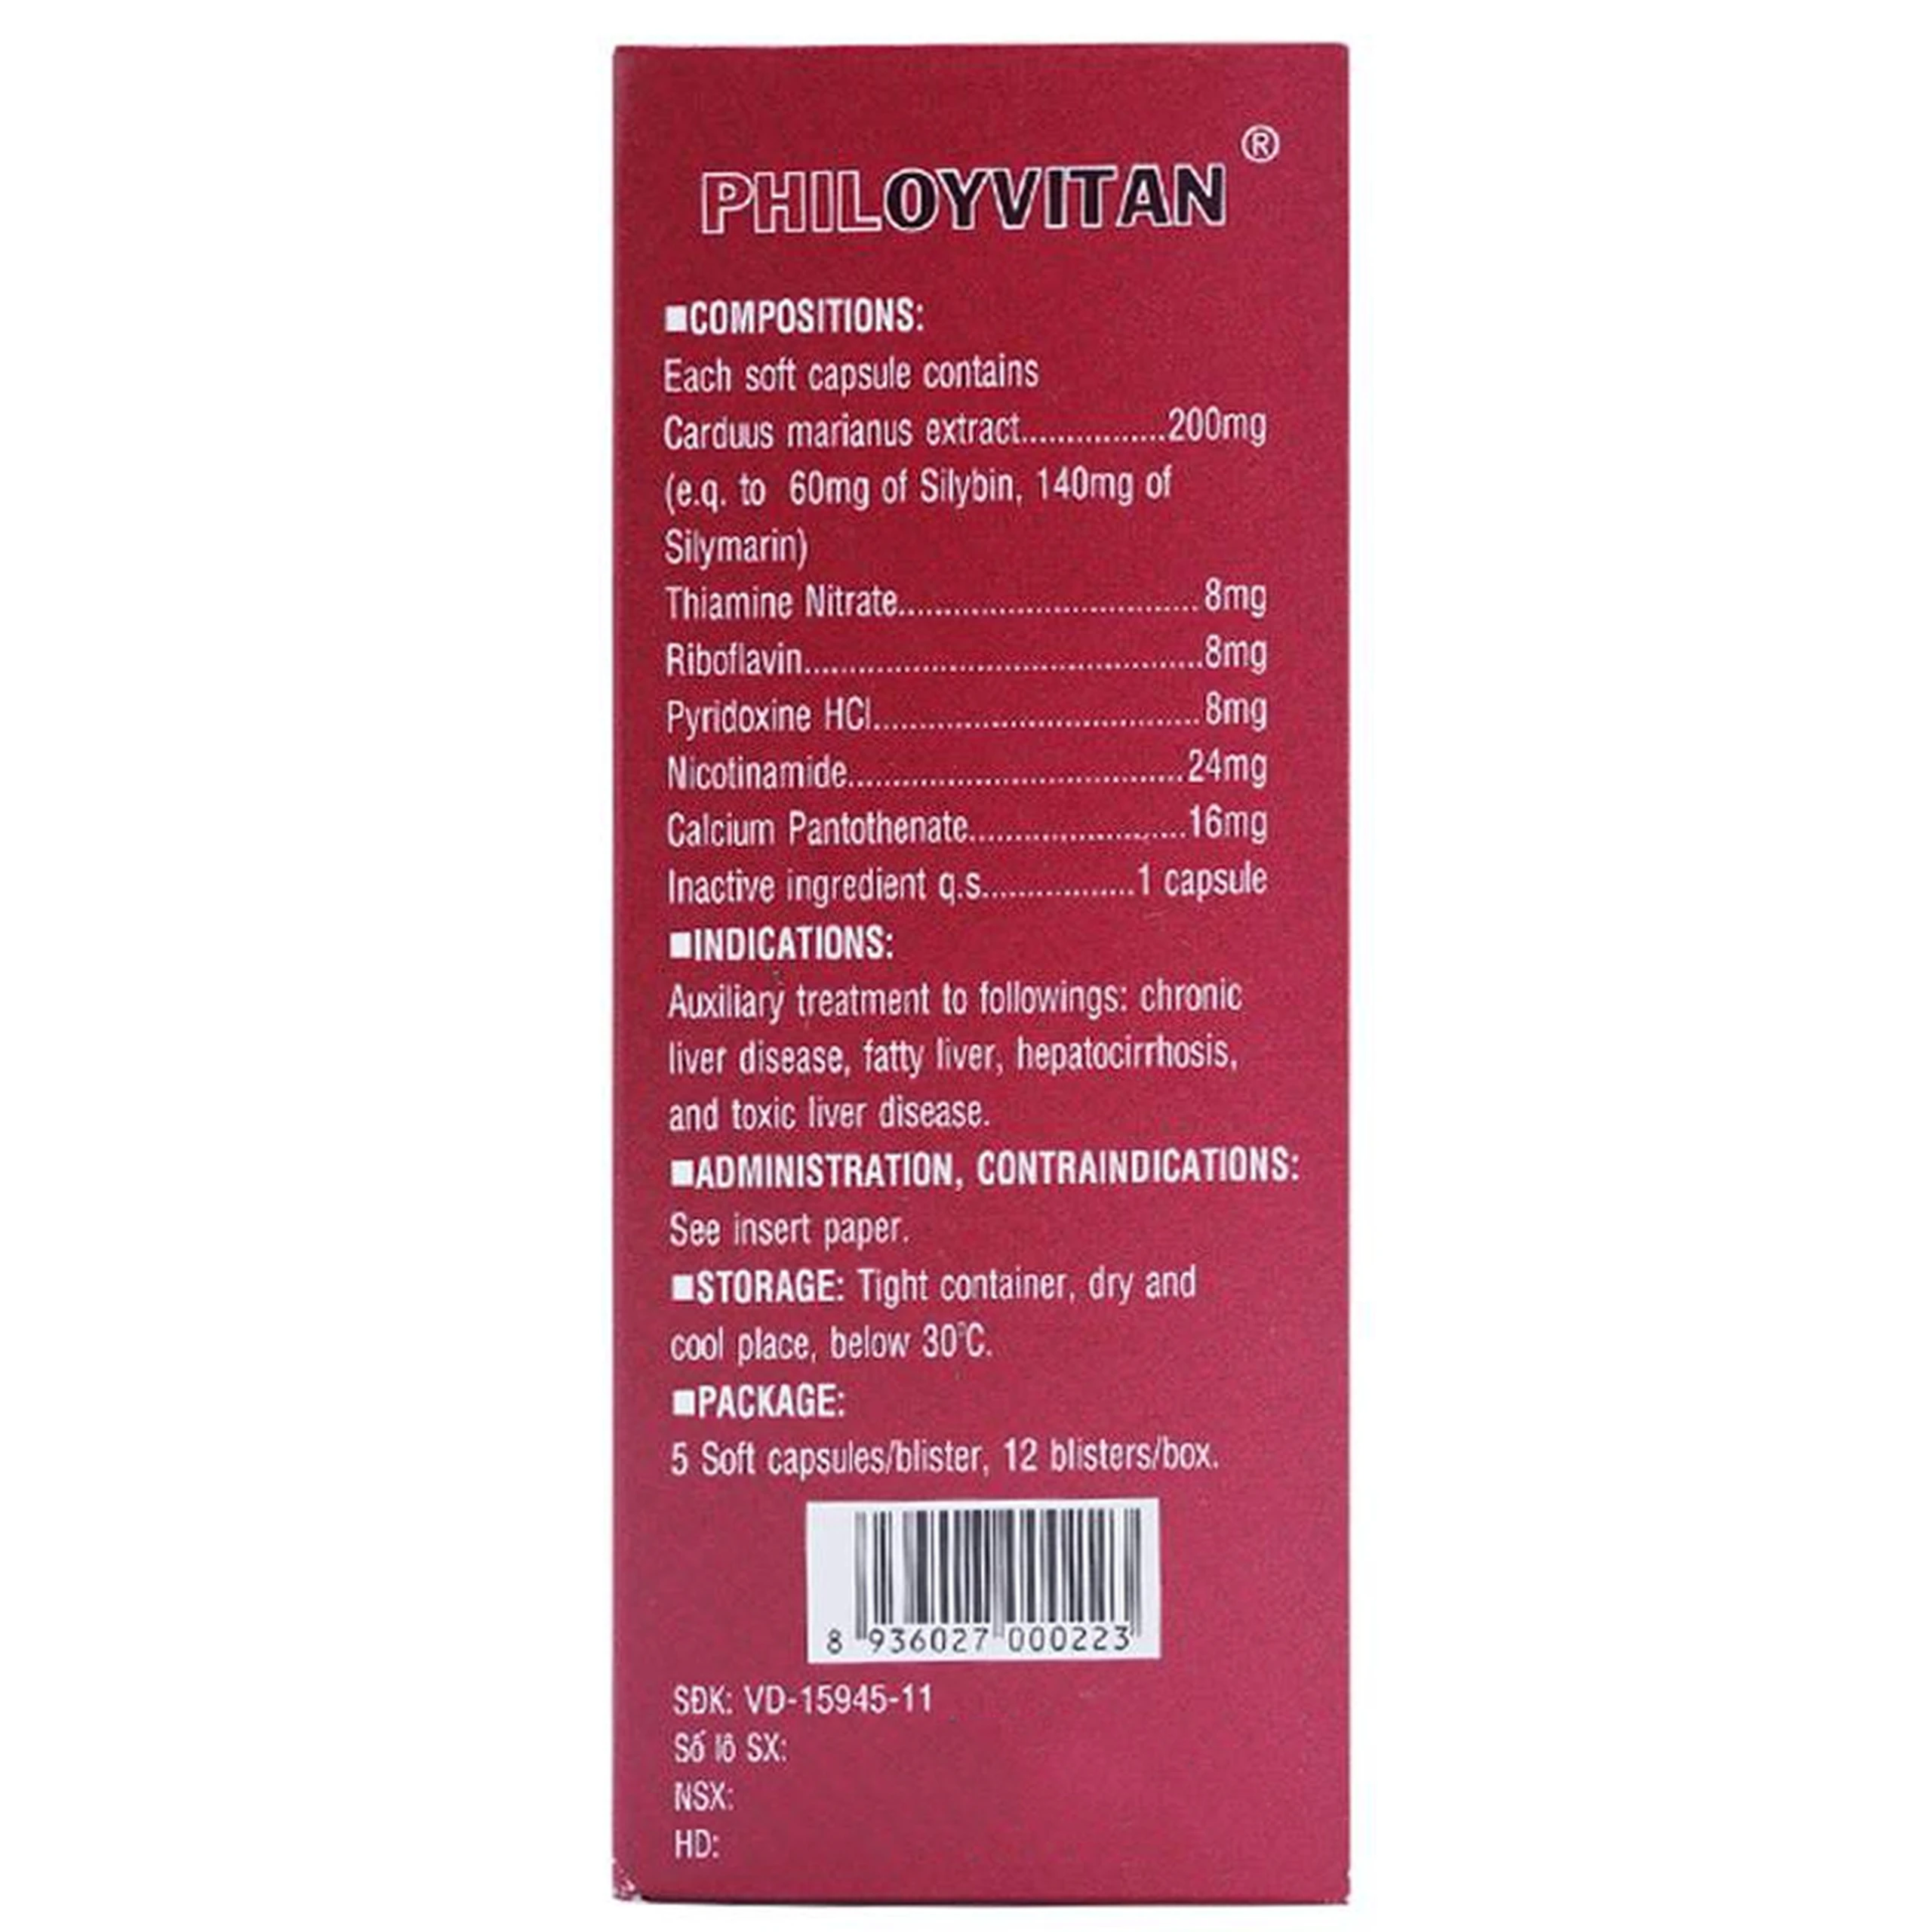 PHILOYVITAN®
■COMPOSITIONS:
Each soft capsule contains
Carduus marianus extract................200mg
(e.q. to 60mg of Silybin, 140mg of
Silymarin)
Thiamine Nitrate.................................8mg
Riboflavin............................................8mg
Pyridoxine HCl....................................8mg
Nicotinamide.....................................24mg
Calcium Pantothenate........................16mg
Inactive ingredient q.s.................1 capsule
■INDICATIONS:
Auxiliary treatment to followings: chronic
liver disease, fatty liver, hepatocirrhosis,
and toxic liver disease.
■ADMINISTRATION, CONTRAINDICATIONS:
See insert paper.
■STORAGE: Tight container, dry and
cool place, below 30°C.
■PACKAGE:
5 Soft capsules/blister, 12 blisters/box.
8 936027 000223
SĐK: VD-15945-11
Số lô SX:
NSX:
HD: